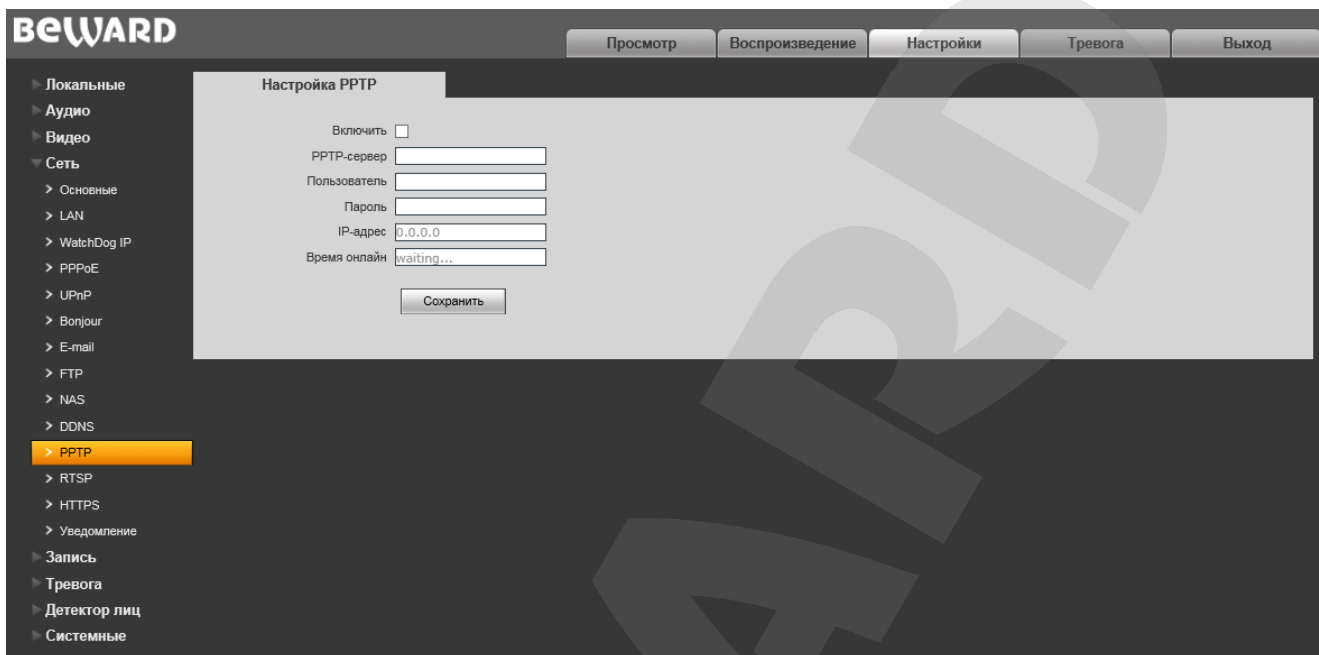 BEWARD
Просмотр Воспроизведение Настройки Тревога Выход
Локальные
Аудио
Видео
Сеть
Основные
LAN
WatchDog IP
PPPoE
UPnP
Bonjour
E-mail
FTP
NAS
DDNS
PPTP
RTSP
HTTPS
Уведомление
Запись
Тревога
Детектор лиц
Системные
Настройка PPTP
Включить
PPTP-сервер
Пользователь
Пароль
IP-адрес 0.0.0.0
Время онлайн waiting...
Сохранить